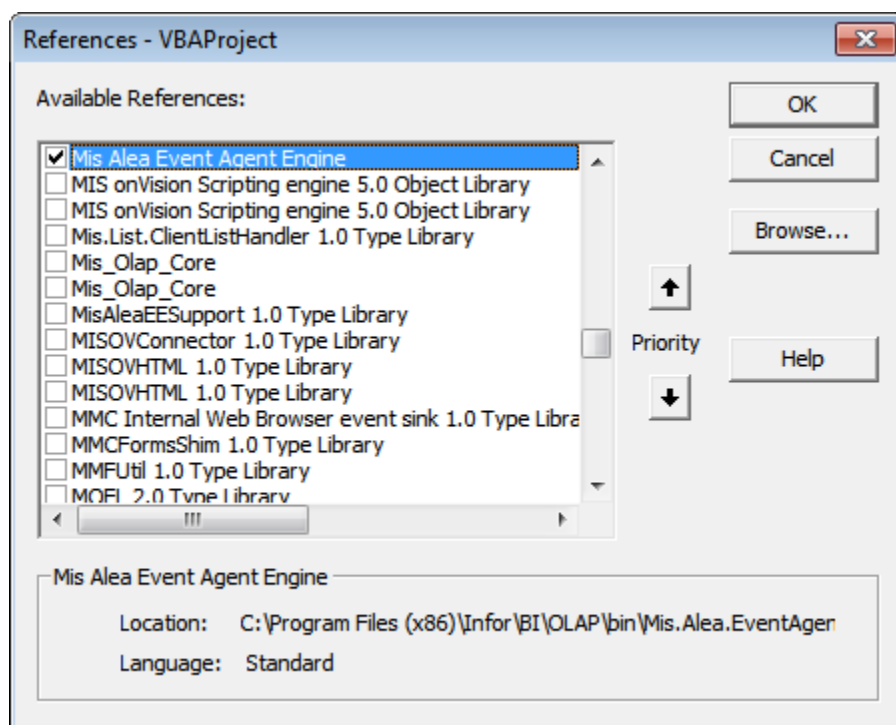 References - VBAProject
Available References:
OK
Mis Alea Event Agent Engine
Cancel
MIS onVision Scripting engine 5.0 Object Library
MIS onVision Scripting engine 5.0 Object Library
Mis.List.ClientListHandler 1.0 Type Library
Browse...
Mis_Olap_Core
Mis_Olap_Core
MisAleaEESupport 1.0 Type Library
MISOVConnector 1.0 Type Library
Priority
MISOVHTML 1.0 Type Library
Help
MISOVHTML 1.0 Type Library
MMC Internal Web Browser event sink 1.0 Type Libra
MMCFormsShim 1.0 Type Library
MMFUtil 1.0 Type Library
MOFL 2.0 Type Library
Mis Alea Event Agent Engine
Location: C:\Program Files (x86)\Infor\BI\OLAP\bin\Mis.Alea.EventAgen
Language: Standard